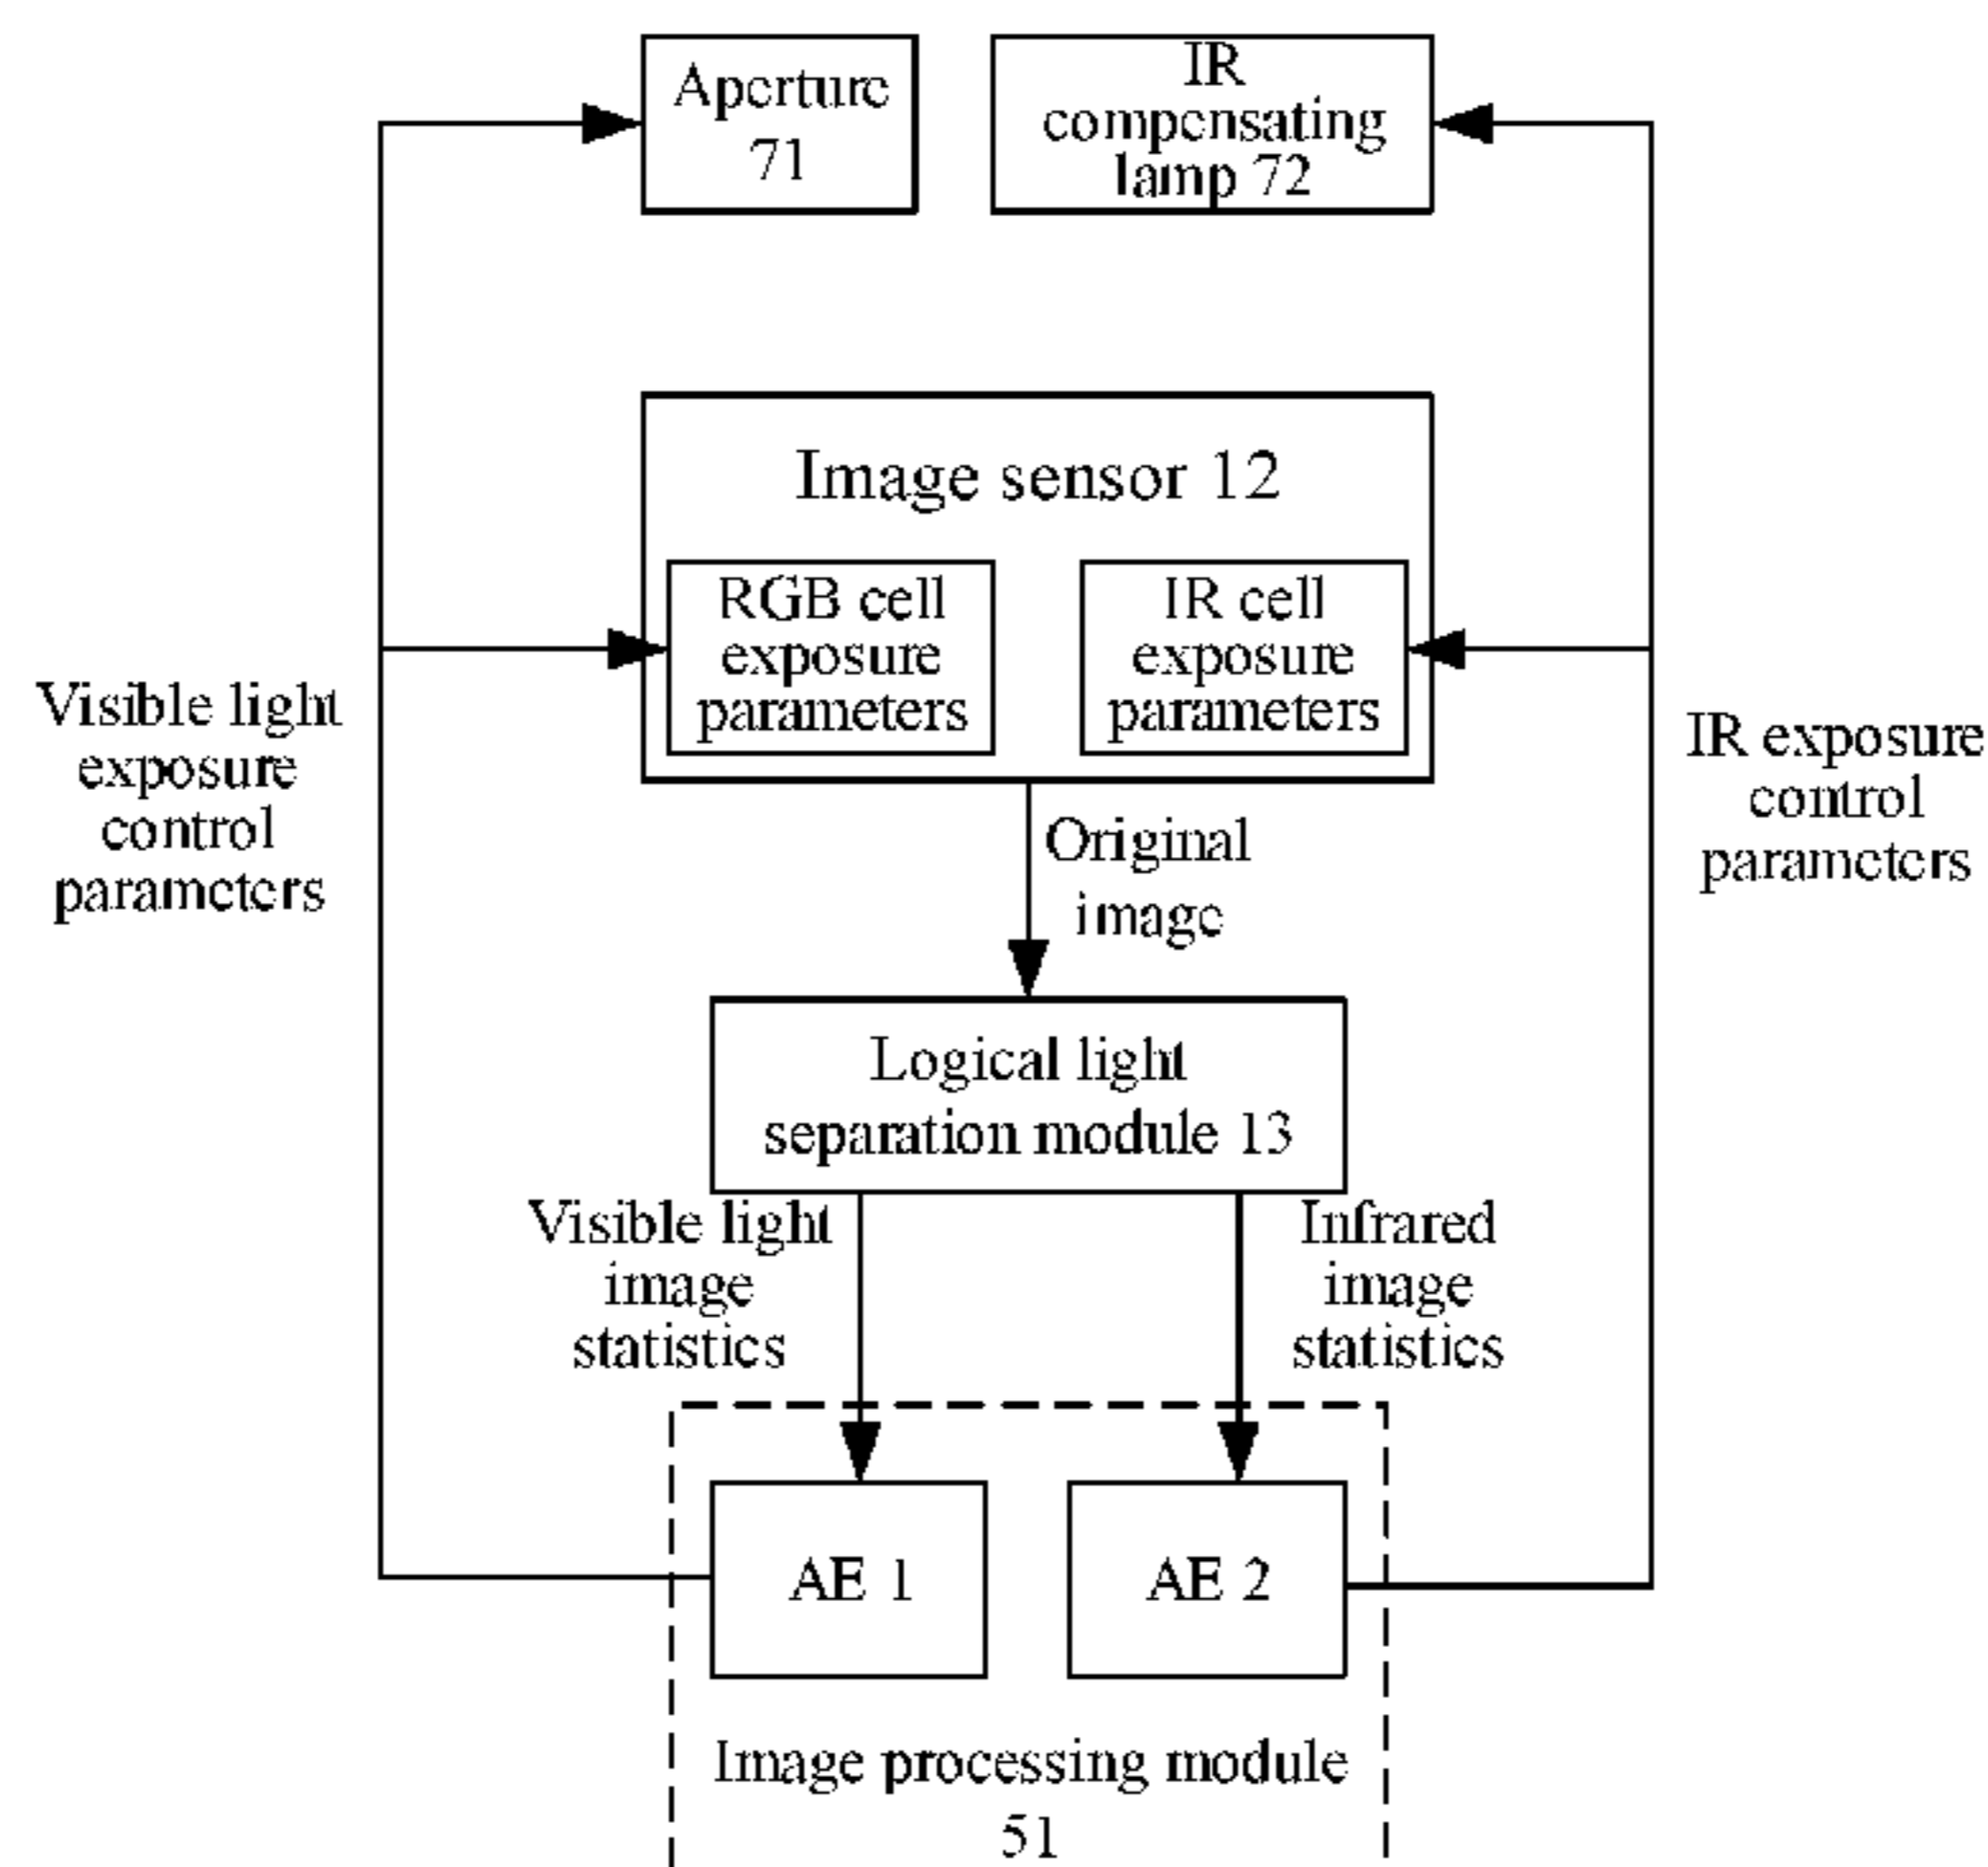 Aperture
71
IR
compensating
lamp 72
Image sensor 12
RGB cell
exposure
parameters
IR cell
exposure
parameters
Visible light
exposure
control
parameters
IR exposure
control
parameters
Original
image
Logical light
separation module 13
Visible light
image
statistics
Infrared
image
statistics
AE 1
AE 2
Image processing module
51